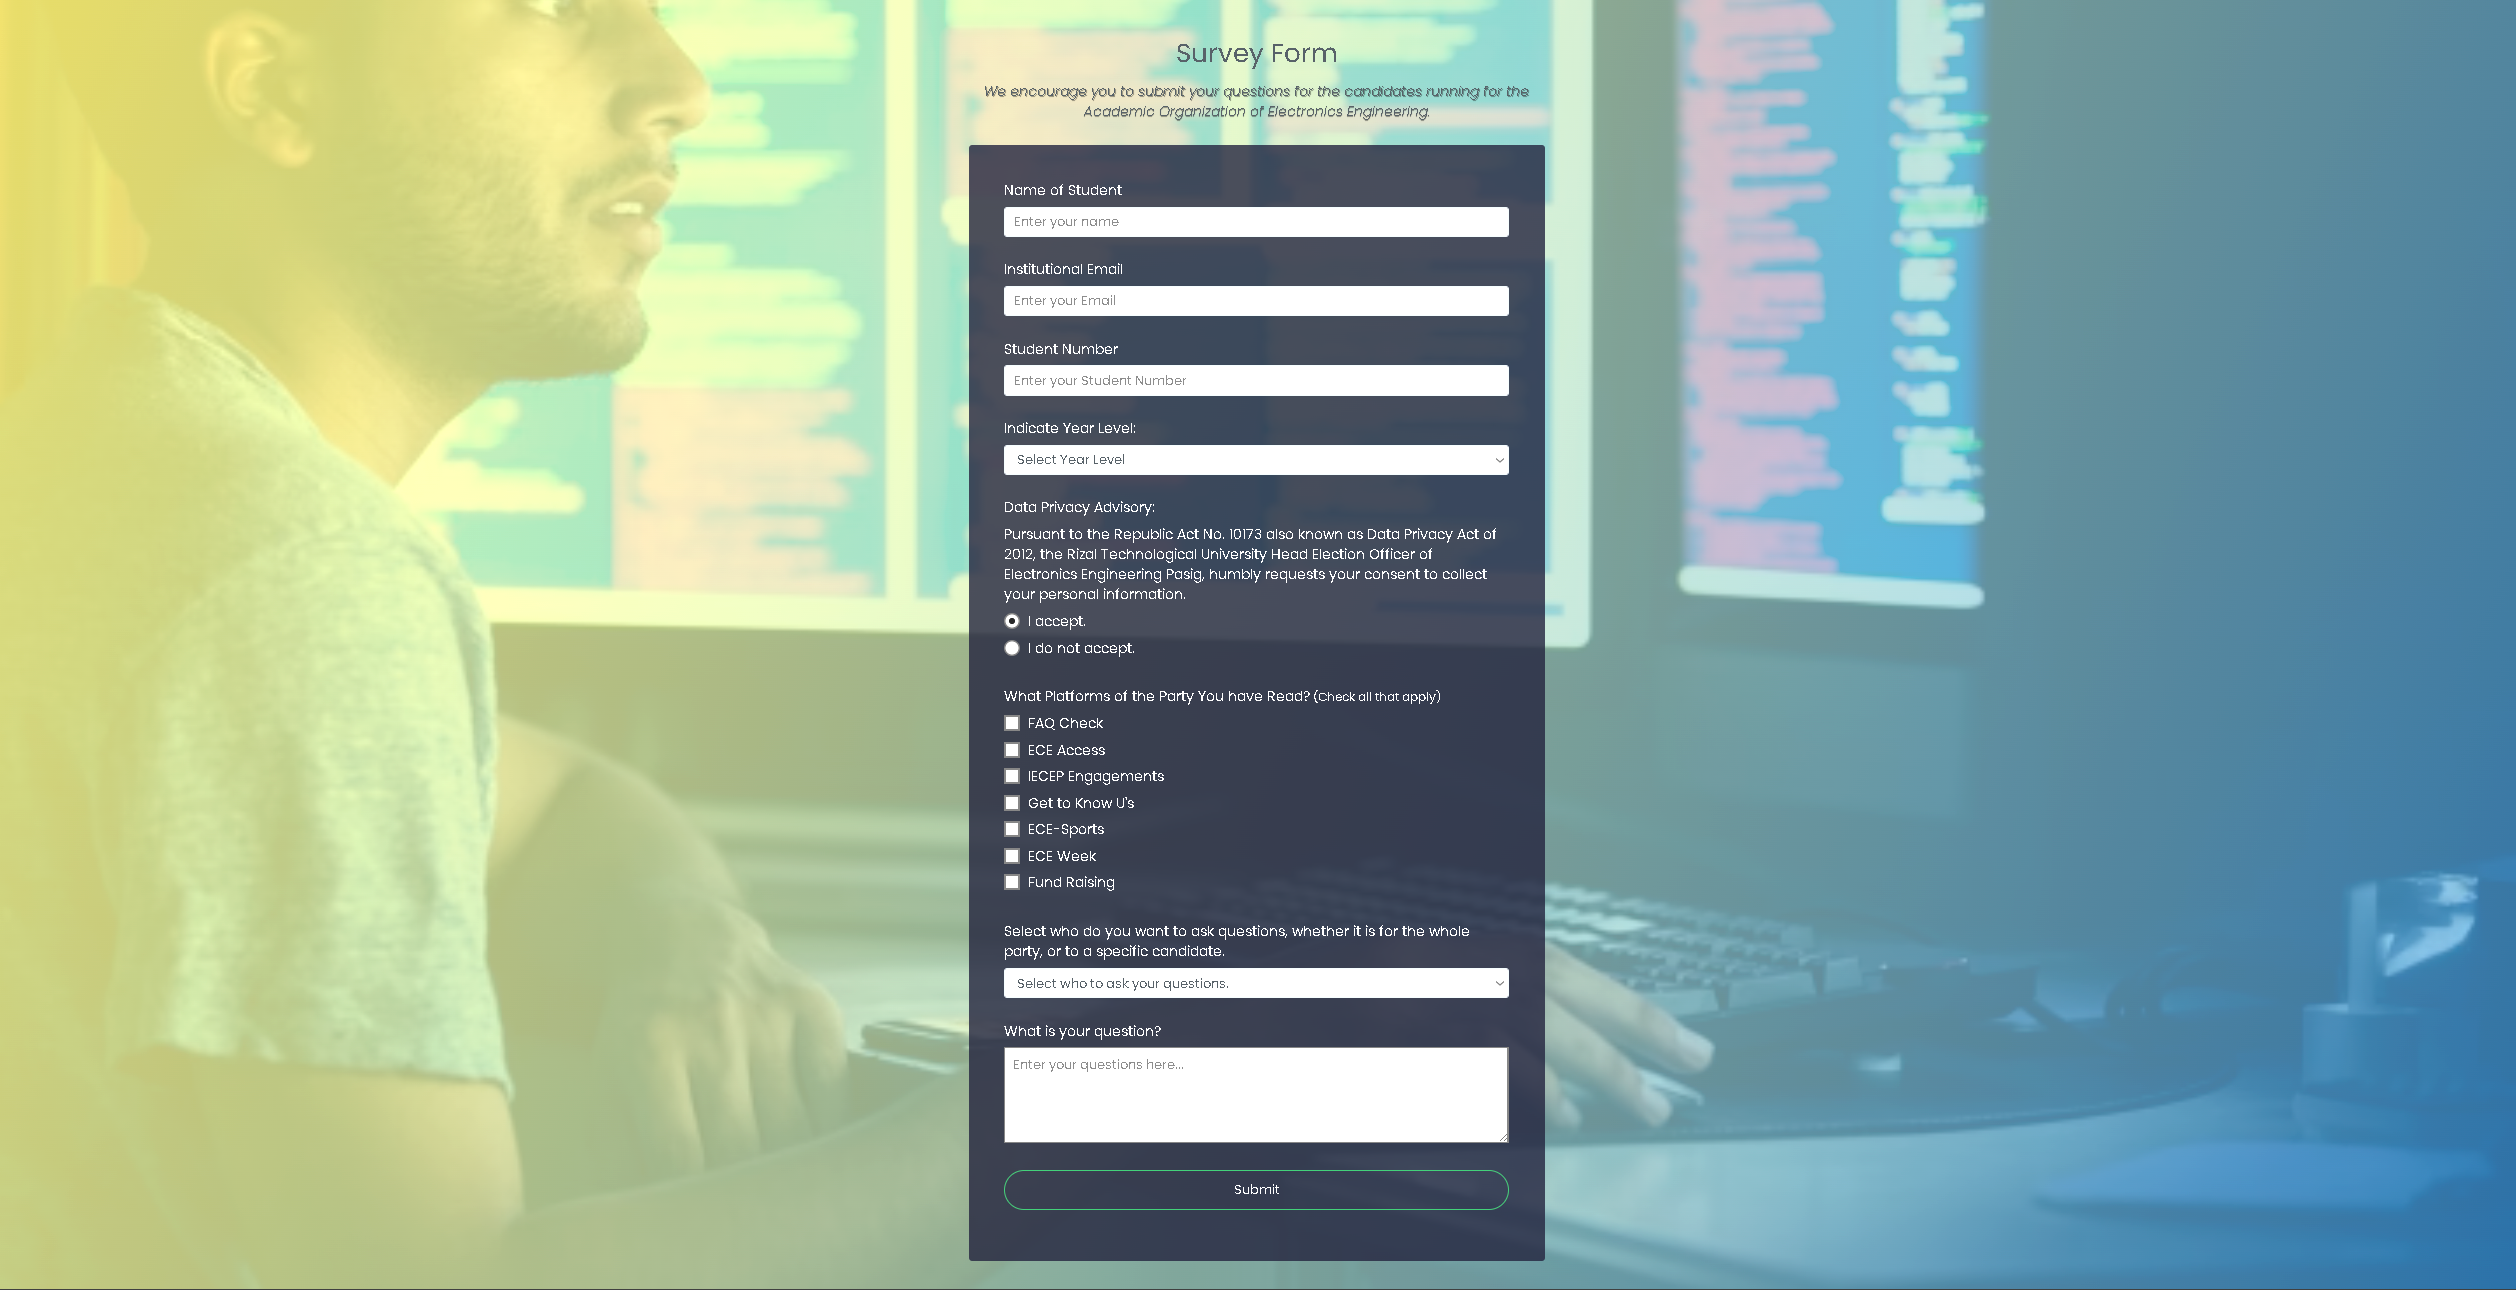 Survey Form
We encourage you to submit your questions for the candidates running for the
Academic Organization of Electronics Engineering.
Name of Student
Enter your name
Institutional Email
Enter your Email
Student Number
Enter your Student Number
Indicate Year Level:
Select Year Level
Data Privacy Advisory:
Pursuant to the Republic Act No. 10173 also known as Data Privacy Act of
2012, the Rizal Technological University Head Election Officer of
Electronics Engineering Pasig, humbly requests your consent to collect
your personal information.
I accept.
I do not accept.
What Platforms of the Party You have Read? (Check all that apply)
FAQ Check
ECE Access
IECEP Engagements
Get to Know U's
ECE-Sports
ECE Week
Fund Raising
Select who do you want to ask questions, whether it is for the whole
party, or to a specific candidate.
Select who to ask your questions.
What is your question?
Enter your questions here...
Submit